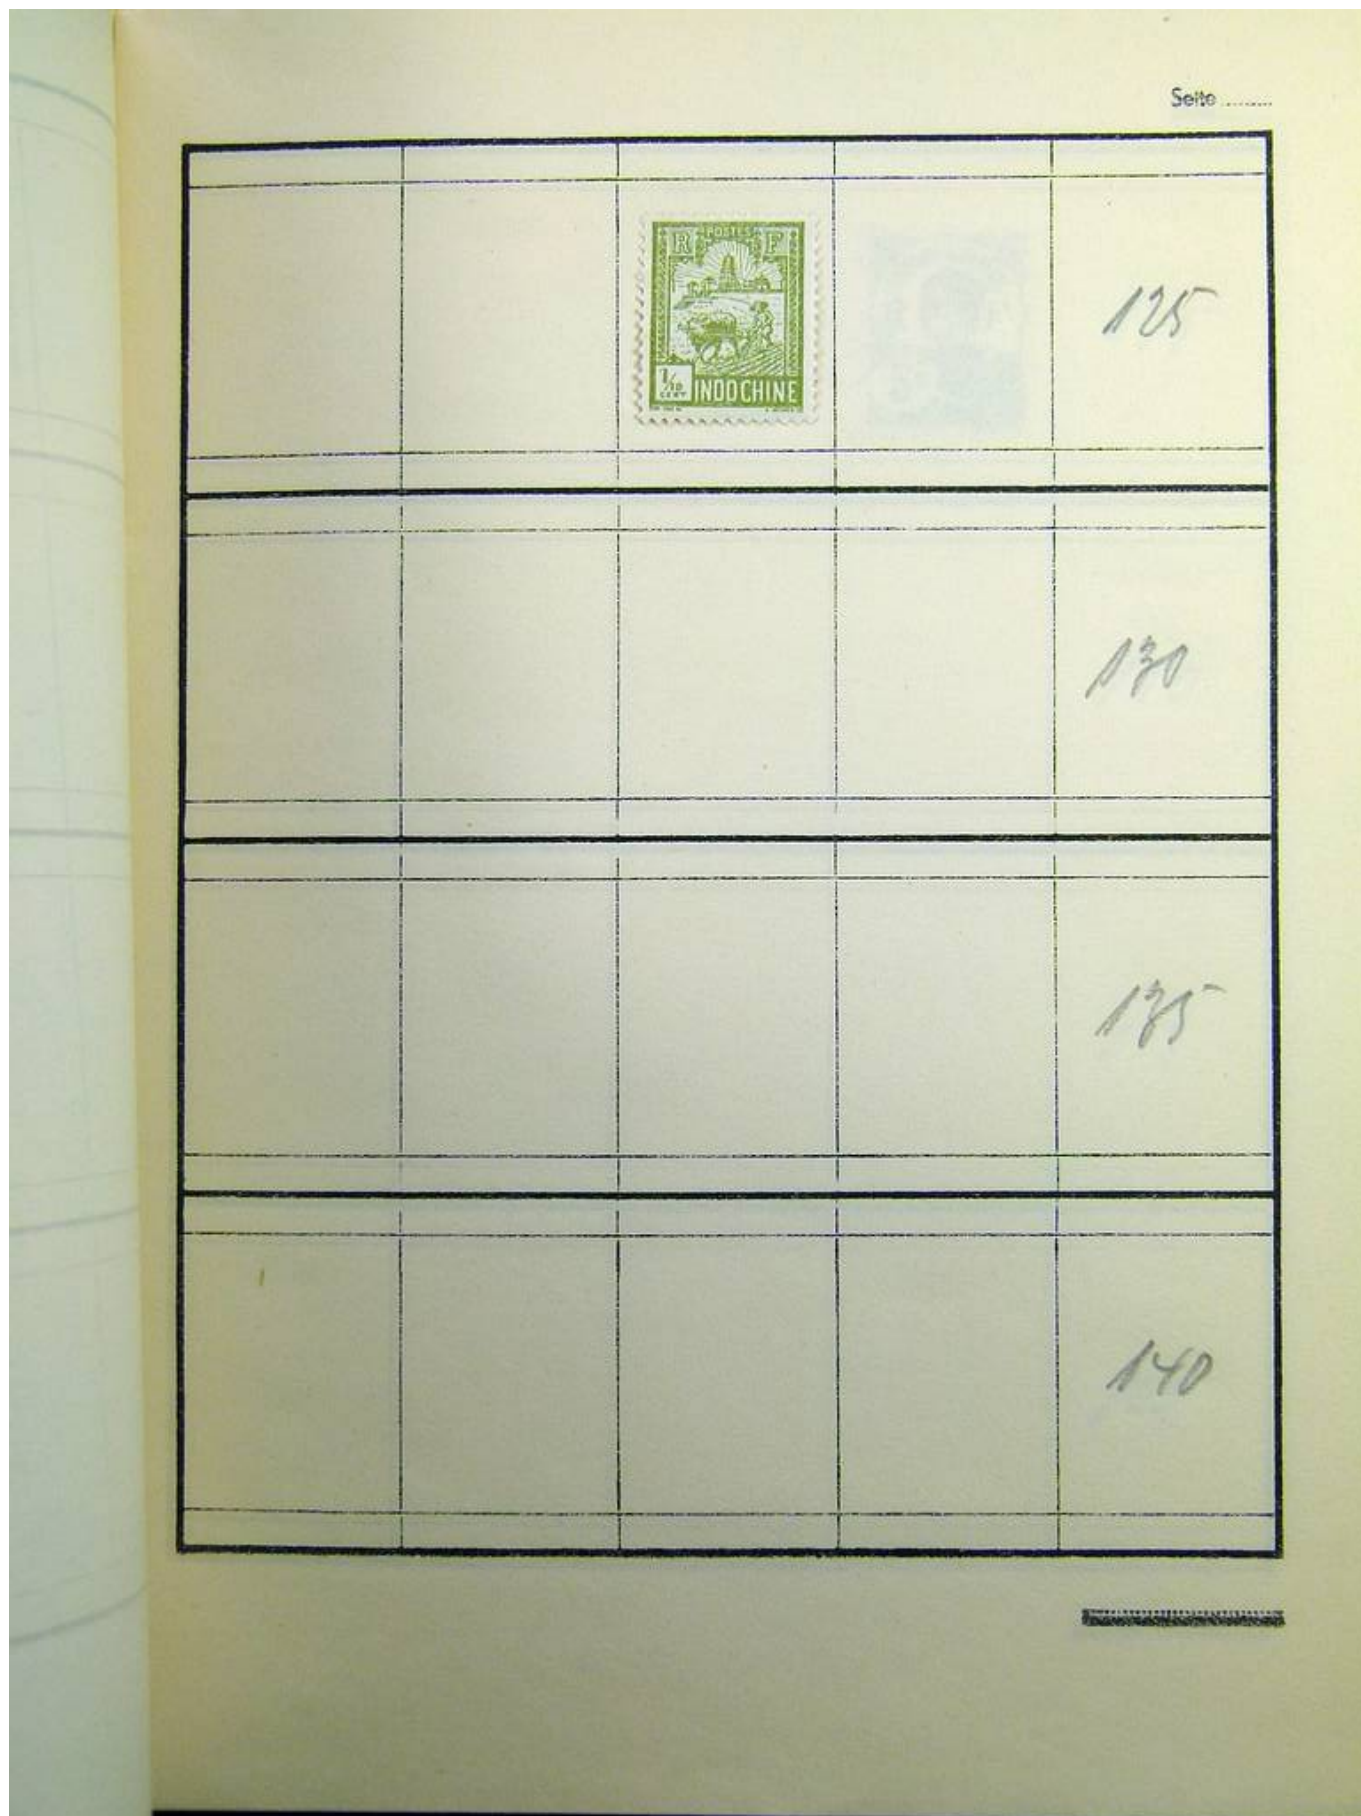 Seite ........
R POSTES F
1/10
CENT
INDOCHINE
125
130
135
140